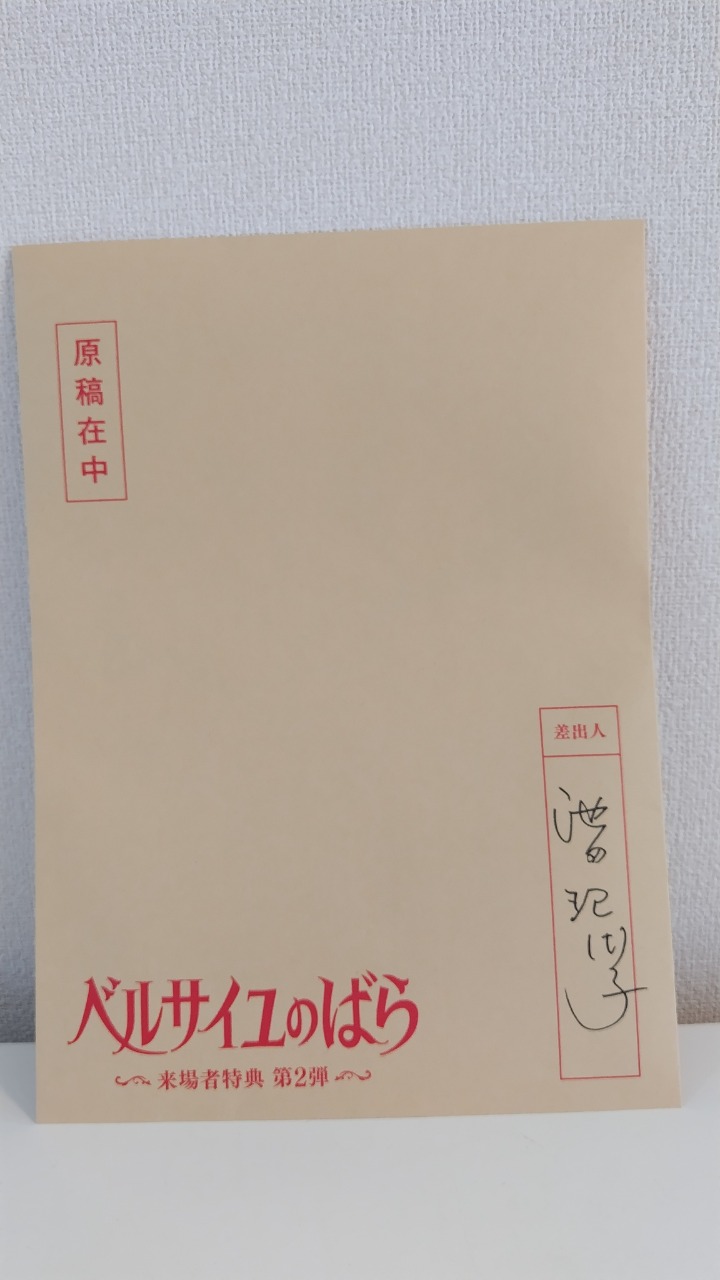 原稿在中
差出人
池田理代子
ベルサイユのばら
来場者特典 第2弾